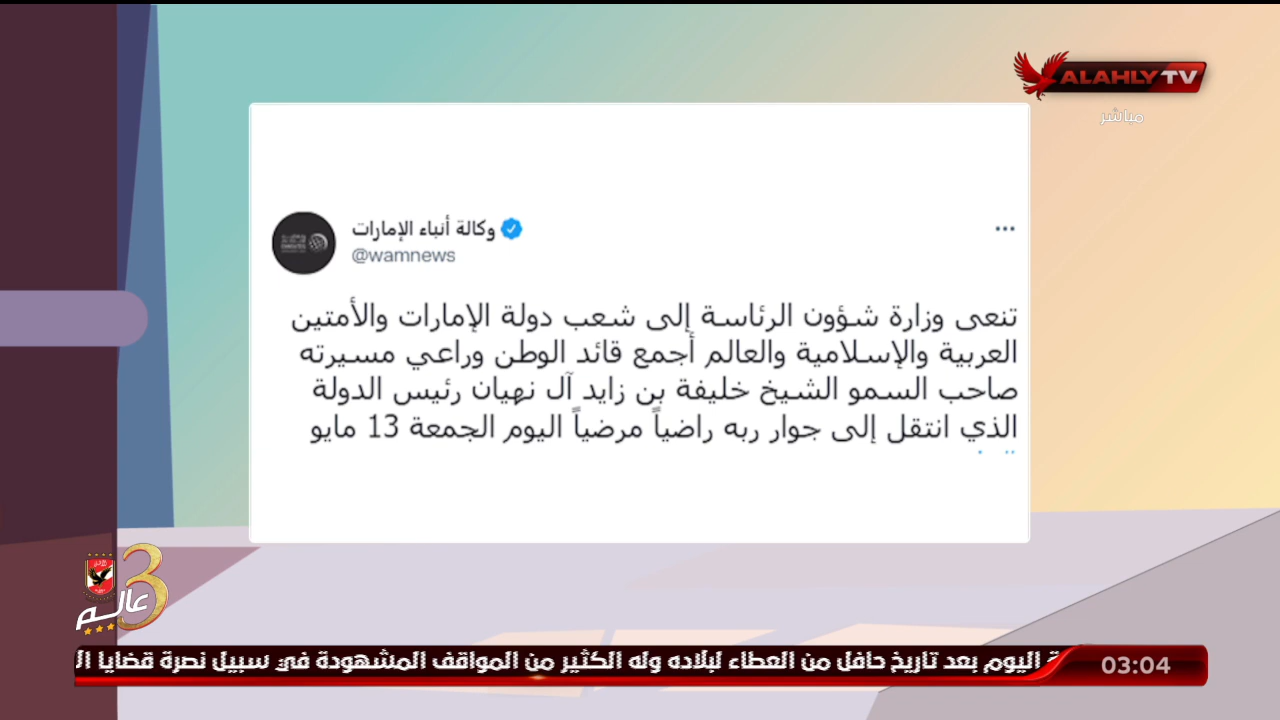 ALAHLY TV
مباشر
وكالة أنباء الإمارات
@wamnews
تنعى وزارة شؤون الرئاسة إلى شعب دولة الإمارات والأمتين
العربية والإسلامية والعالم أجمع قائد الوطن وراعي مسيرته
صاحب السمو الشيخ خليفة بن زايد آل نهيان رئيس الدولة
الذي انتقل إلى جوار ربه راضياً مرضياً اليوم الجمعة 13 مايو
3
عالم
اليوم بعد تاريخ حافل من العطاء لبلاده وله الكثير من المواقف المشهودة في سبيل نصرة قضايا
03:04